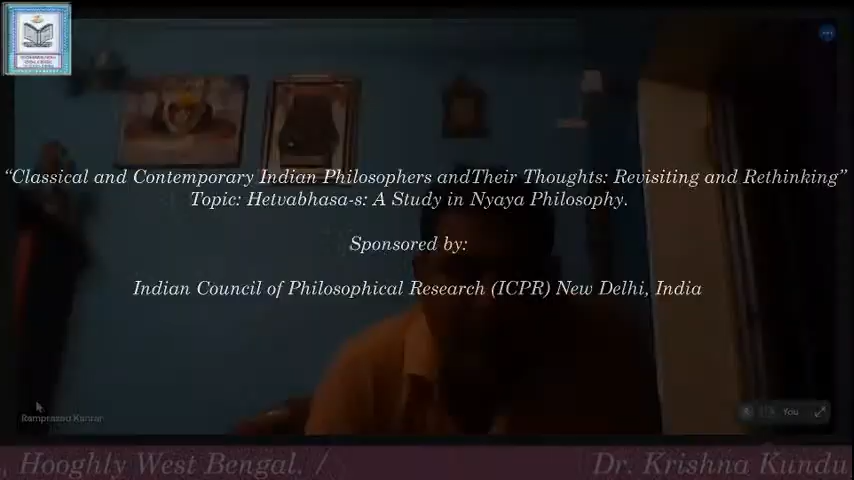 “Classical and Contemporary Indian Philosophers andTheir Thoughts: Revisiting and Rethinking”
Topic: Hetvabhasa-s: A Study in Nyaya Philosophy.
Sponsored by:
Indian Council of Philosophical Research (ICPR) New Delhi, India
Ramprasad
You
, Hooghly West Bengal. / Dr. Krishna Kundu